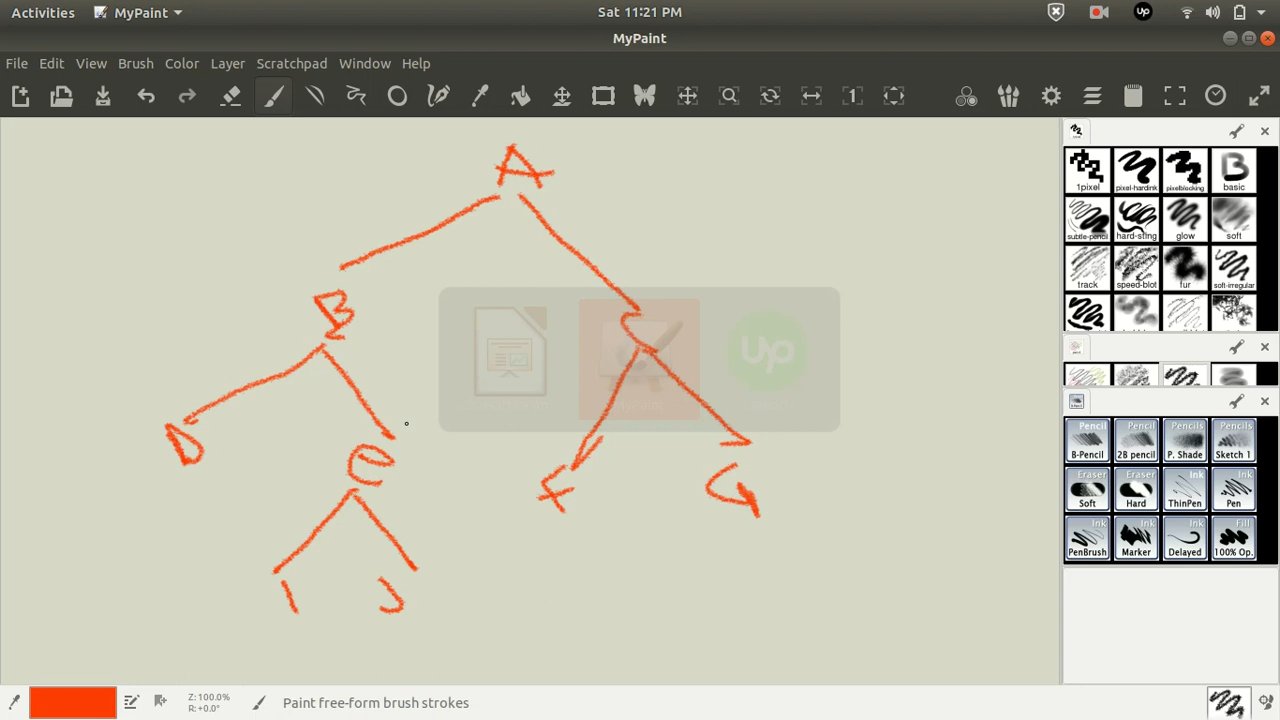 Activities MyPaint Sat 11:21 PM Up
MyPaint
File Edit View Brush Color Layer Scratchpad Window Help
1
A
B C
D e F G
I J
Up
1pixel pixel-hardink pixelblocking basic
B
subtle-pencil hard-sting glow soft
track speed-blot fur soft-irregular
Pencil Pencil Pencils Pencils
B-Pencil 2B pencil P. Shade Sketch 1
Eraser Eraser Ink Ink
Soft Hard ThinPen Pen
Ink Ink Ink Fill
PenBrush Marker Delayed 100% Op.
Z: 100.0%
R: +0.0°
Paint free-form brush strokes